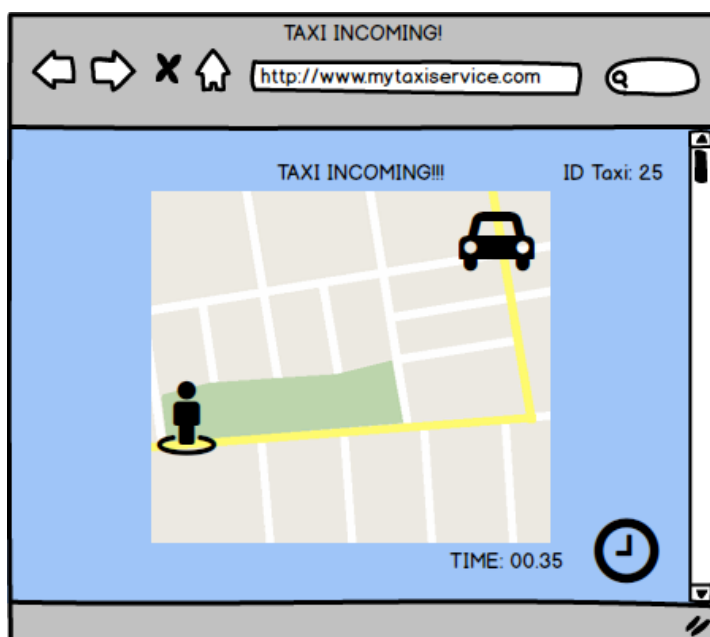 TAXI INCOMING!
http://www.mytaxiservice.com
TAXI INCOMING!!!
ID Taxi: 25
TIME: 00.35